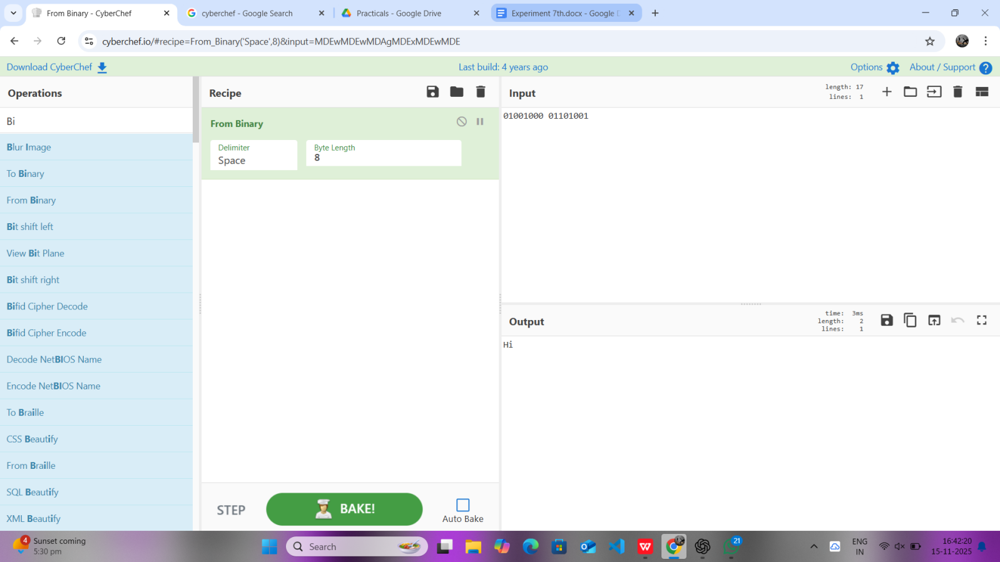 From Binary - CyberChef
cyberchef - Google Search
Practicals - Google Drive
Experiment 7th.docx - Google D
cyberchef.io/#recipe=From_Binary('Space',8)&input=MDEwMDEwMDAgMDExMDEwMDE
Download CyberChef
Last build: 4 years ago
Options
About / Support
Operations
Recipe
Input
length: 17
lines: 1
Bi
From Binary
01001000 01101001
Delimiter
Space
Byte Length
8
Blur Image
To Binary
From Binary
Bit shift left
View Bit Plane
Bit shift right
Bifid Cipher Decode
Bifid Cipher Encode
Decode NetBIOS Name
Encode NetBIOS Name
To Braille
CSS Beautify
From Braille
SQL Beautify
XML Beautify
Output
time: 3ms
length: 2
lines: 1
Hi
STEP
BAKE!
Auto Bake
4
Sunset coming
5:30 pm
Search
21
ENG
IN
16:42:20
15-11-2025